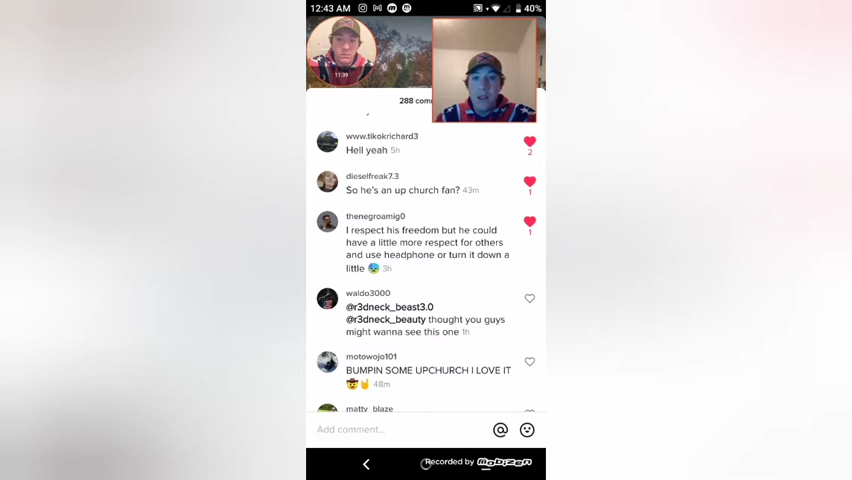 12:43 AM
40%
11:39
288 com
www.tikokrichard3
Hell yeah 5h
2
dieselfreak7.3
So he's an up church fan? 43m
1
thenegroamig0
I respect his freedom but he could
1
have a little more respect for others
and use headphone or turn it down a
little 😰 3h
waldo3000
@r3dneck_beast3.0
@r3dneck_beauty thought you guys
might wanna see this one 1h
motowojo101
BUMPIN SOME UPCHURCH I LOVE IT
🤠🤘 48m
matty_blaze
Add comment...
Recorded by Mobizen